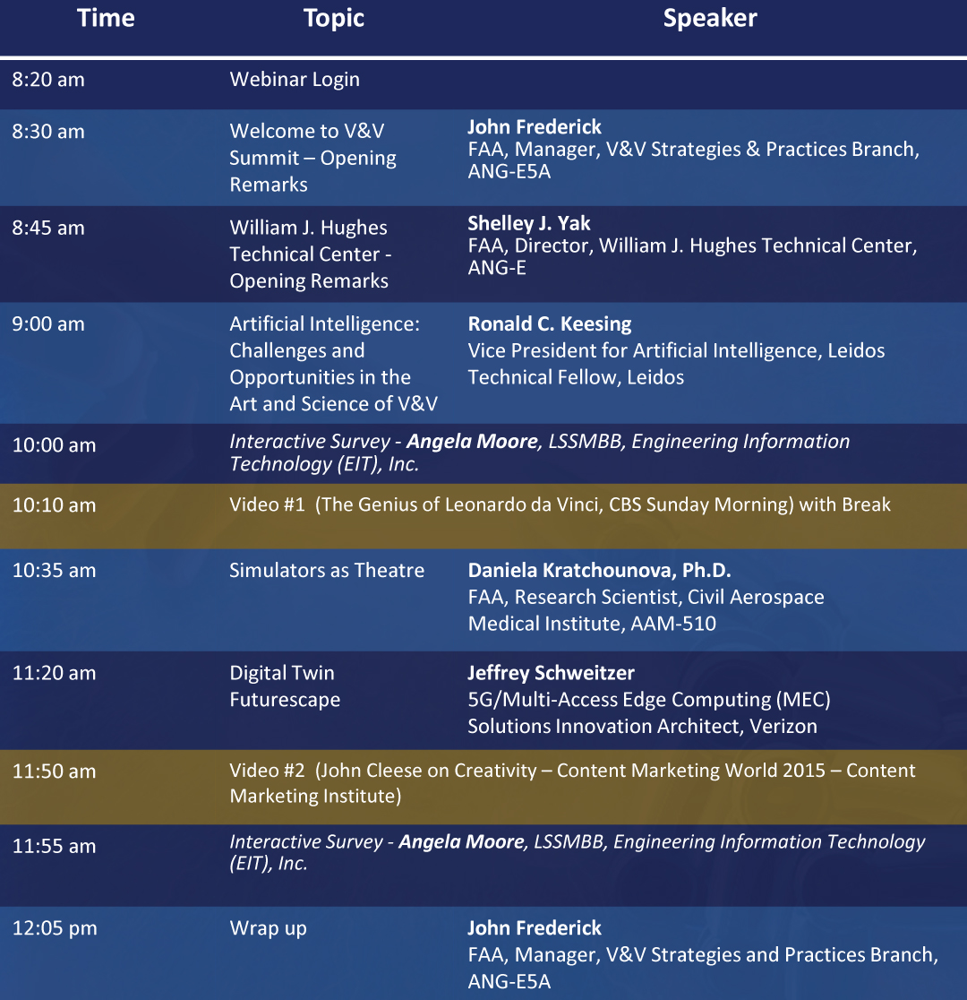 Time Topic Speaker
8:20 am Webinar Login
8:30 am Welcome to V&V
Summit – Opening
Remarks
John Frederick
FAA, Manager, V&V Strategies & Practices Branch,
ANG-E5A
8:45 am William J. Hughes
Technical Center -
Opening Remarks
Shelley J. Yak
FAA, Director, William J. Hughes Technical Center,
ANG-E
9:00 am Artificial Intelligence:
Challenges and
Opportunities in the
Art and Science of V&V
Ronald C. Keesing
Vice President for Artificial Intelligence, Leidos
Technical Fellow, Leidos
10:00 am Interactive Survey - Angela Moore, LSSMBB, Engineering Information
Technology (EIT), Inc.
10:10 am Video #1  (The Genius of Leonardo da Vinci, CBS Sunday Morning) with Break
10:35 am Simulators as Theatre
Daniela Kratchounova, Ph.D.
FAA, Research Scientist, Civil Aerospace
Medical Institute, AAM-510
11:20 am Digital Twin
Futurescape
Jeffrey Schweitzer
5G/Multi-Access Edge Computing (MEC)
Solutions Innovation Architect, Verizon
11:50 am Video #2  (John Cleese on Creativity – Content Marketing World 2015 – Content
Marketing Institute)
11:55 am Interactive Survey - Angela Moore, LSSMBB, Engineering Information Technology
(EIT), Inc.
12:05 pm Wrap up
John Frederick
FAA, Manager, V&V Strategies and Practices Branch,
ANG-E5A